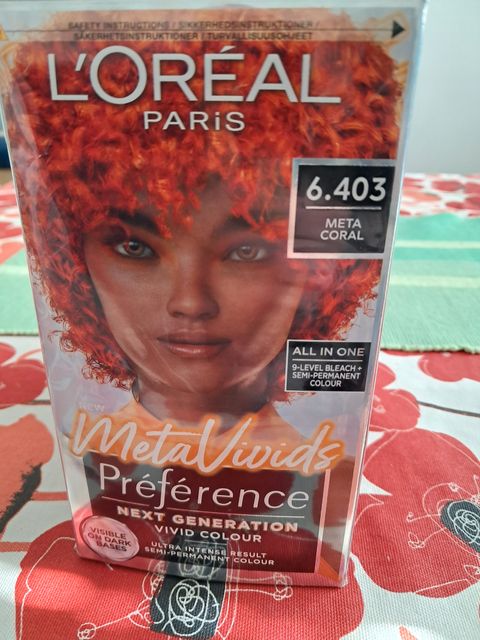 SAFETY INSTRUCTIONS / SIKKERHEDSINSTRUKTIONER /
SÄKERHETSINSTRUKTIONER / TURVALLISUUSOHJEET
L'ORÉAL
PARiS
6.403
META
CORAL
ALL IN ONE
9-LEVEL BLEACH +
SEMI-PERMANENT
COLOUR
NEW
MetaVivids
Préférence
NEXT GENERATION
VIVID COLOUR
VISIBLE
ON DARK
BASES
ULTRA INTENSE RESULT
SEMI-PERMANENT COLOUR